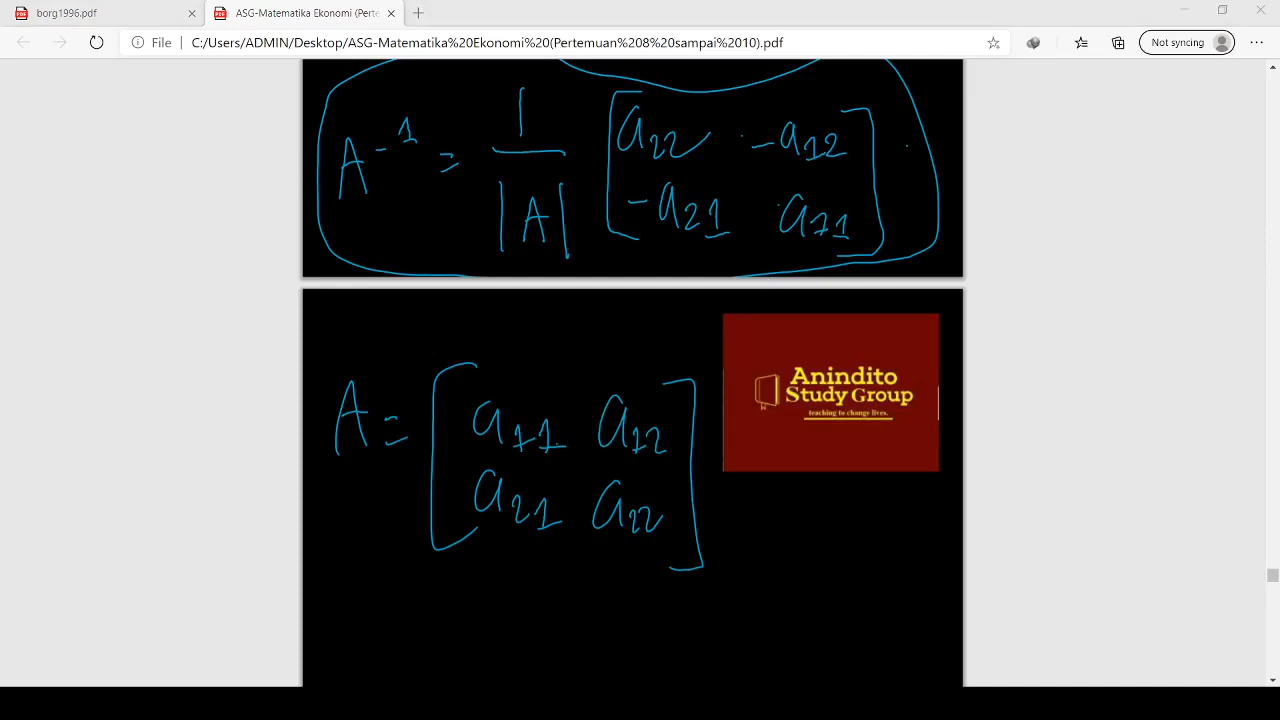 borg1996.pdf
ASG-Matematika Ekonomi (Perte
File C:/Users/ADMIN/Desktop/ASG-Matematika%20Ekonomi%20(Pertemuan%208%20sampai%2010).pdf
Not syncing
A⁻¹ = 1/|A| [a₂₂ -a₁₂
-a₂₁ a₁₁]
A = [a₁₁ a₁₂
a₂₁ a₂₂]
Anindito
Study Group
teaching to change lives.